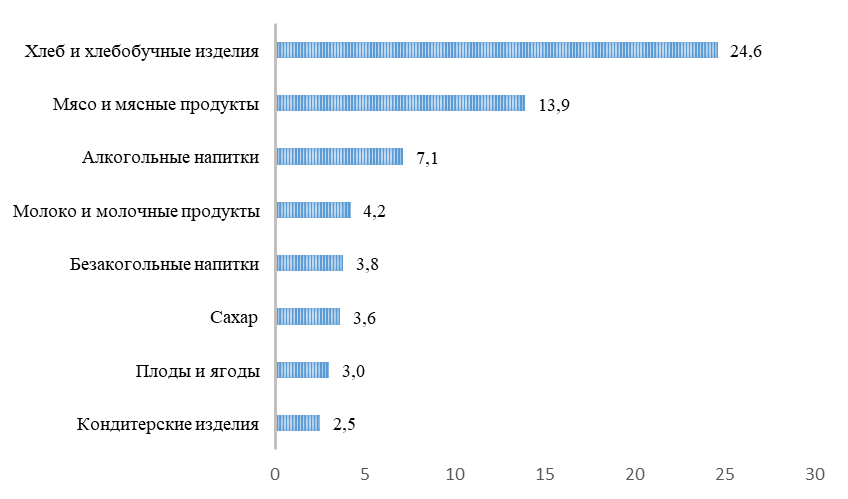 Хлеб и хлебобучные изделия 24,6
Мясо и мясные продукты 13,9
Алкогольные напитки 7,1
Молоко и молочные продукты 4,2
Безакогольные напитки 3,8
Сахар 3,6
Плоды и ягоды 3,0
Кондитерские изделия 2,5
0 5 10 15 20 25 30